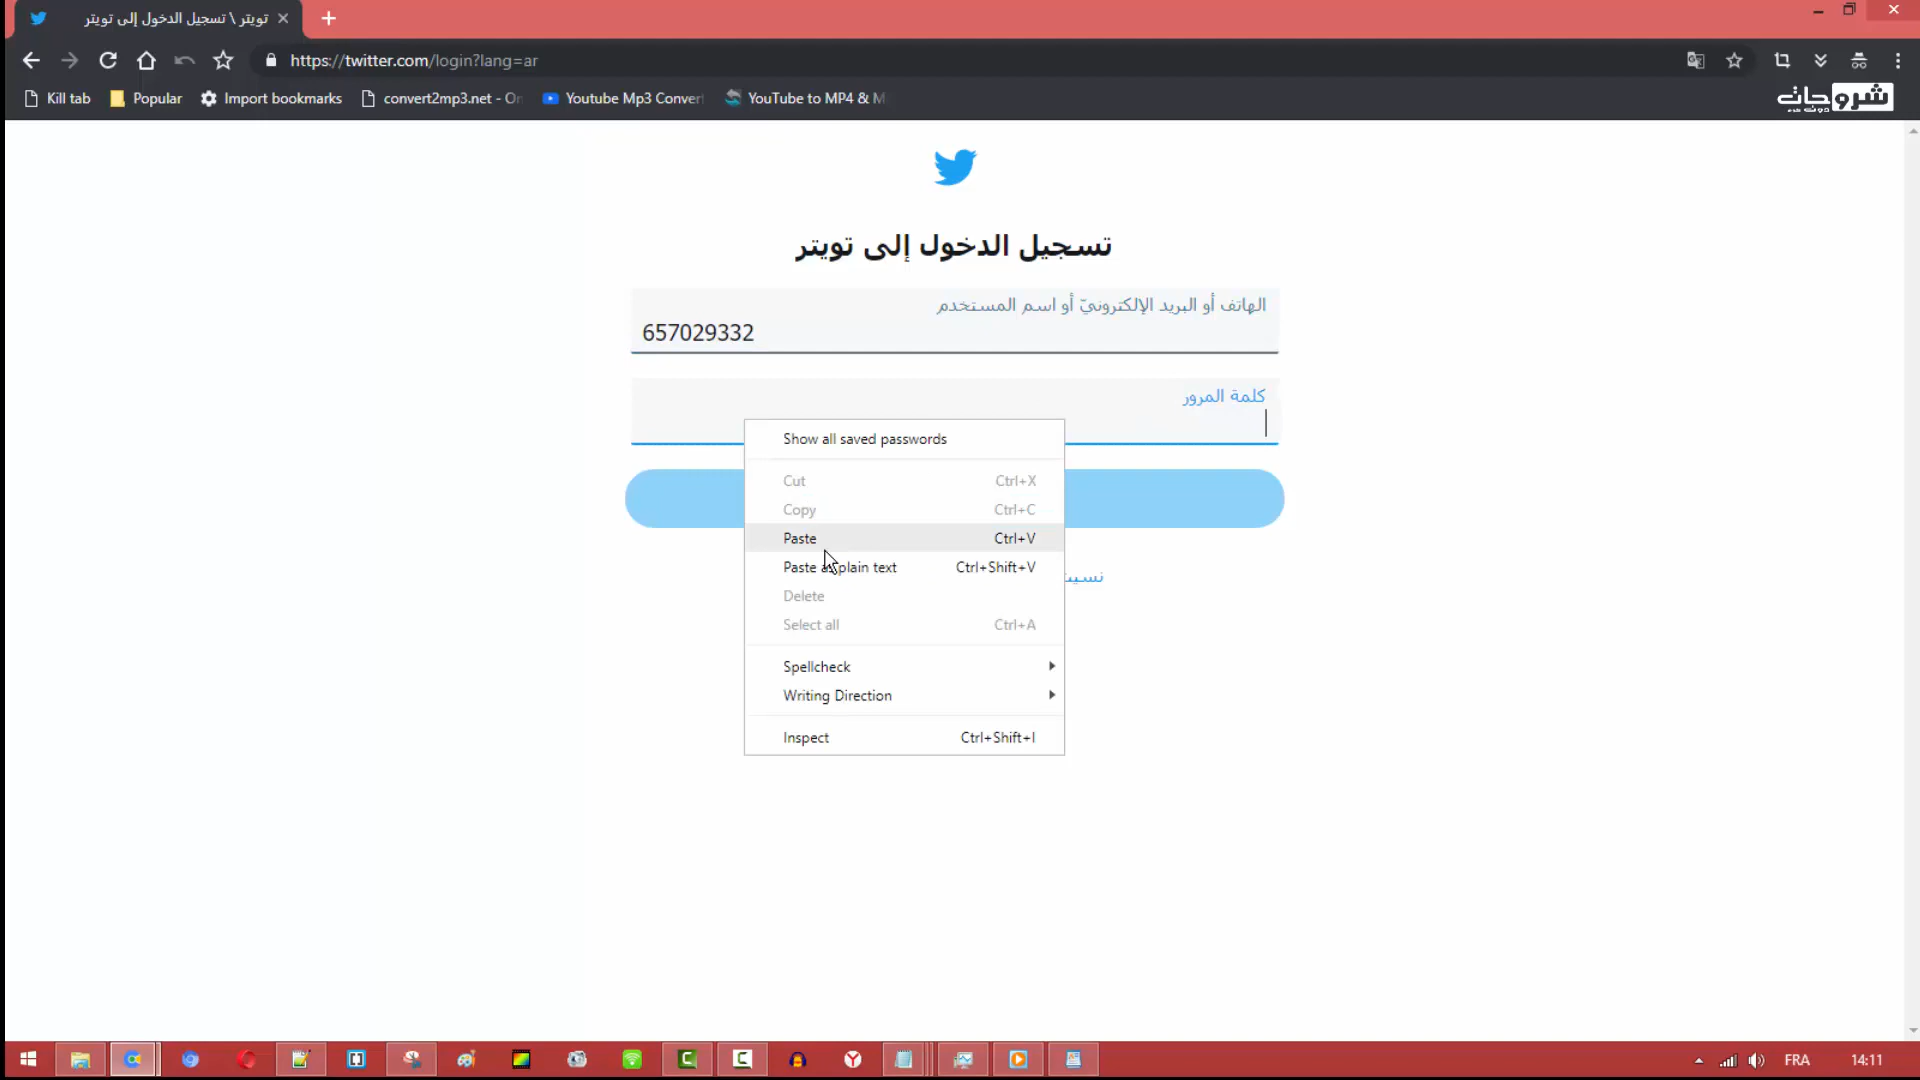 تويتر \ تسجيل الدخول إلى تويتر
https://twitter.com/login?lang=ar
Kill tab
Popular
Import bookmarks
convert2mp3.net - On
Youtube Mp3 Conver
YouTube to MP4 & M
شروحات
تسجيل الدخول إلى تويتر
الهاتف أو البريد الإلكترونيّ أو اسم المستخدم
657029332
كلمة المرور
Show all saved passwords
Cut Ctrl+X
Copy Ctrl+C
Paste Ctrl+V
Paste as plain text Ctrl+Shift+V
نسيت
Delete
Select all Ctrl+A
Spellcheck
Writing Direction
Inspect Ctrl+Shift+I
FRA
14:11